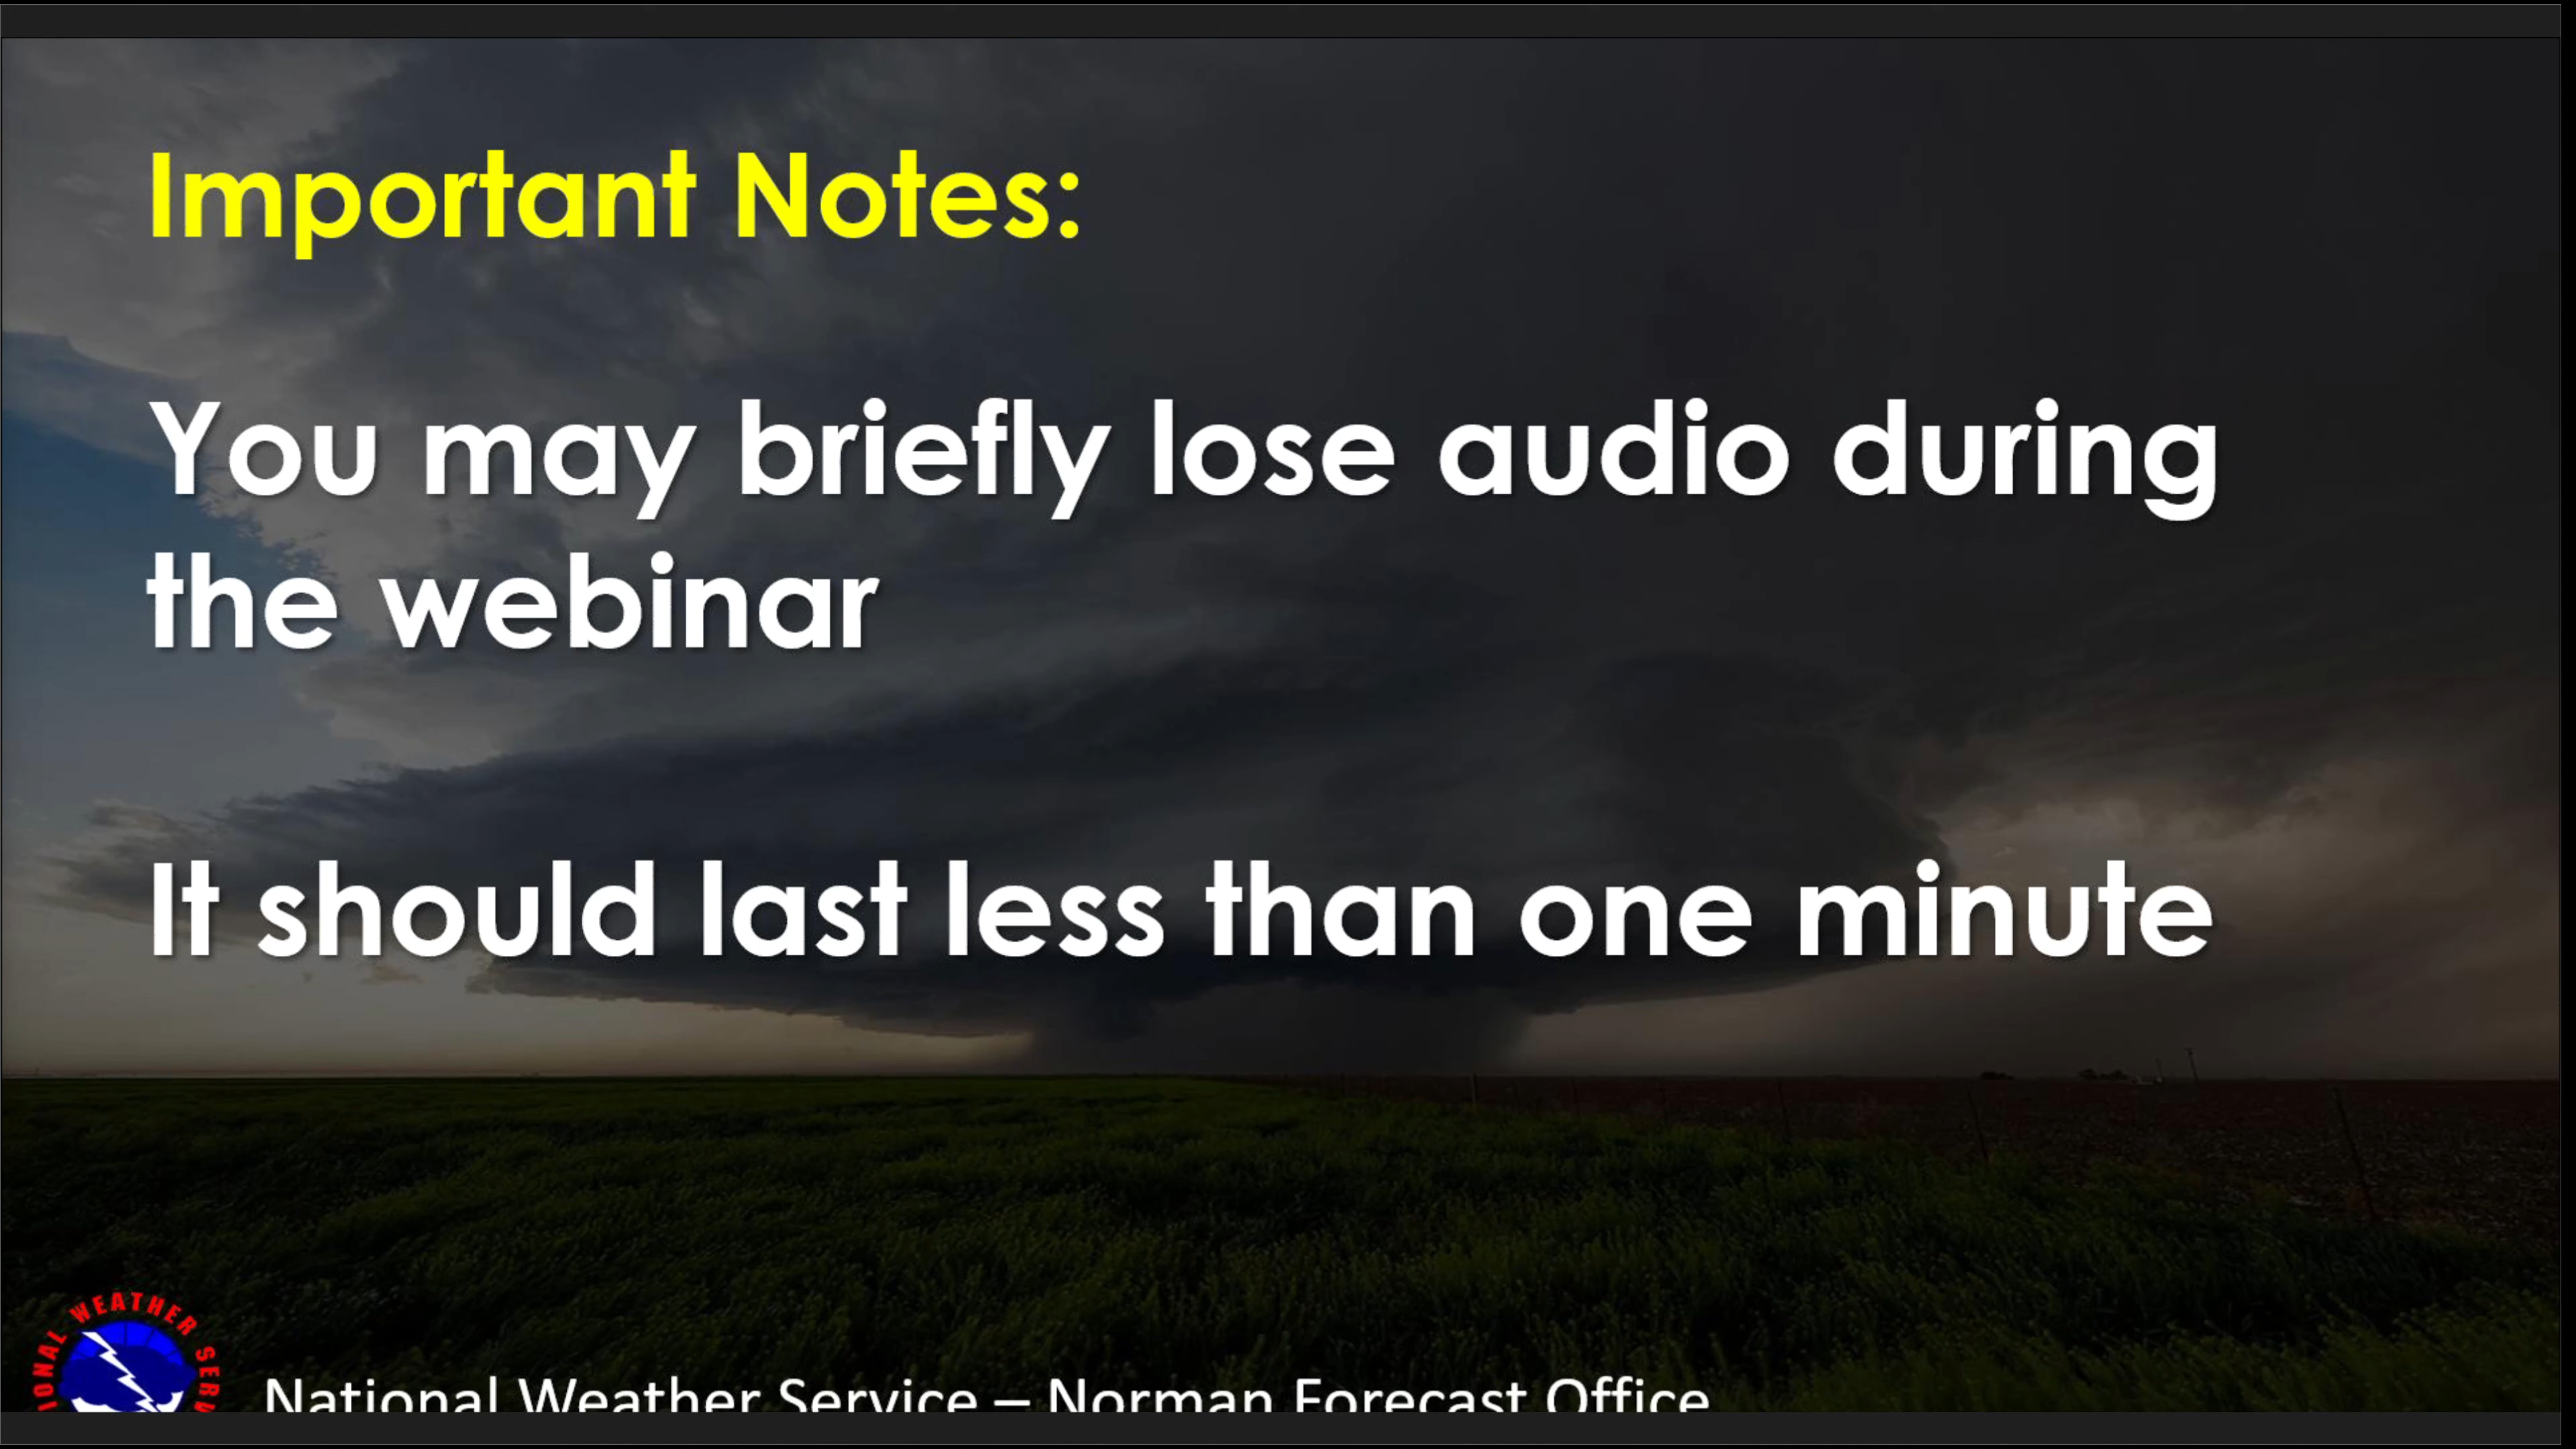 Important Notes:
You may briefly lose audio during
the webinar
It should last less than one minute
WEATHER
National Weather Service – Norman Forecast Office